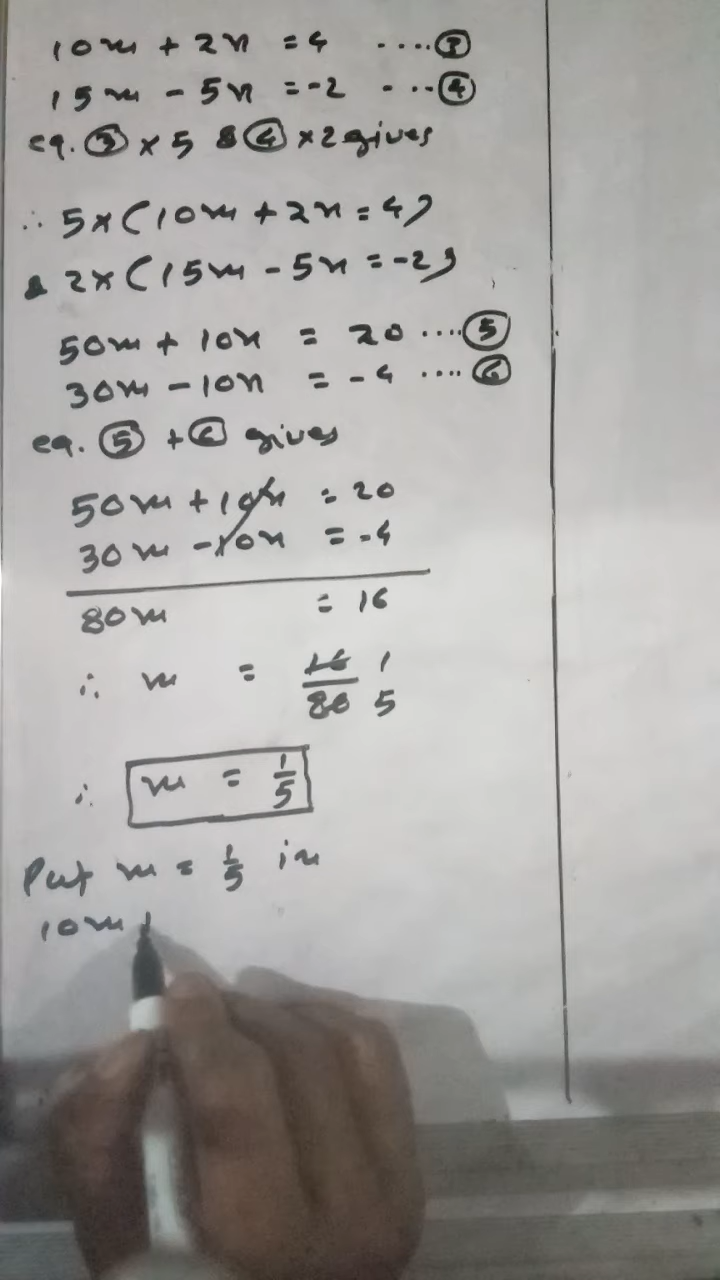 10m + 2n = 4 ....③
15m - 5n = -2 ...④
eq. ③ × 5 & ④ × 2 gives
∴ 5×(10m + 2n = 4)
& 2×(15m - 5n = -2)
50m + 10n = 20 ....⑤
30m - 10n = -4 ....⑥
eq. ⑤ + ⑥ gives
50m + 10n = 20
30m - 10n = -4
80m = 16
∴ m = 16/80 1/5
∴ m = 1/5
Put m = 1/5 in
10m